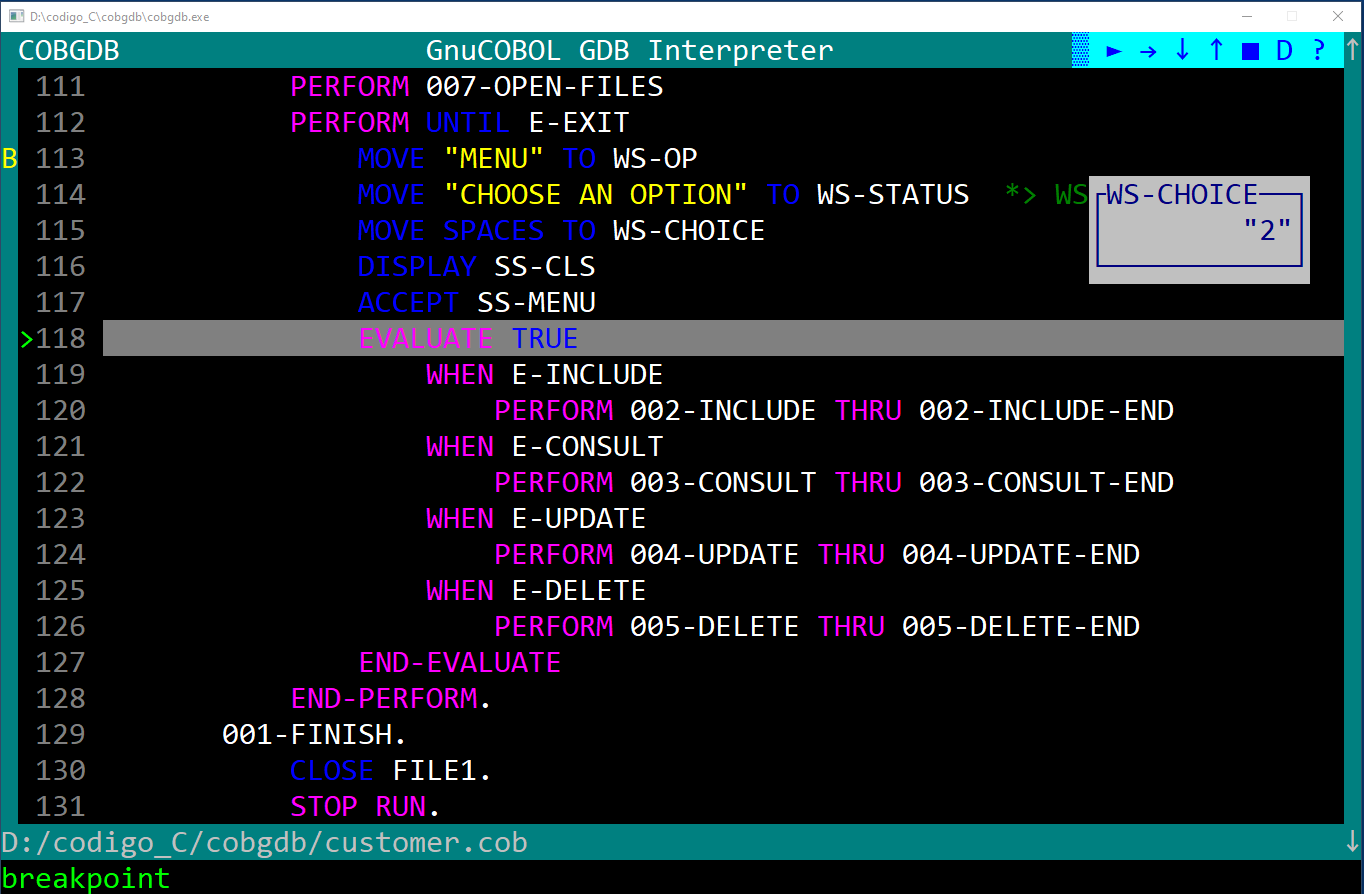 D:\codigo_C\cobgdb\cobgdb.exe
COBGDB GnuCOBOL GDB Interpreter ► → ↓ ↑ ■ D ? ↑
111 PERFORM 007-OPEN-FILES
112 PERFORM UNTIL E-EXIT
B 113 MOVE "MENU" TO WS-OP
114 MOVE "CHOOSE AN OPTION" TO WS-STATUS *> WS
WS-CHOICE
"2"
115 MOVE SPACES TO WS-CHOICE
116 DISPLAY SS-CLS
117 ACCEPT SS-MENU
>118 EVALUATE TRUE
119 WHEN E-INCLUDE
120 PERFORM 002-INCLUDE THRU 002-INCLUDE-END
121 WHEN E-CONSULT
122 PERFORM 003-CONSULT THRU 003-CONSULT-END
123 WHEN E-UPDATE
124 PERFORM 004-UPDATE THRU 004-UPDATE-END
125 WHEN E-DELETE
126 PERFORM 005-DELETE THRU 005-DELETE-END
127 END-EVALUATE
128 END-PERFORM.
129 001-FINISH.
130 CLOSE FILE1.
131 STOP RUN.
D:/codigo_C/cobgdb/customer.cob ↓
breakpoint